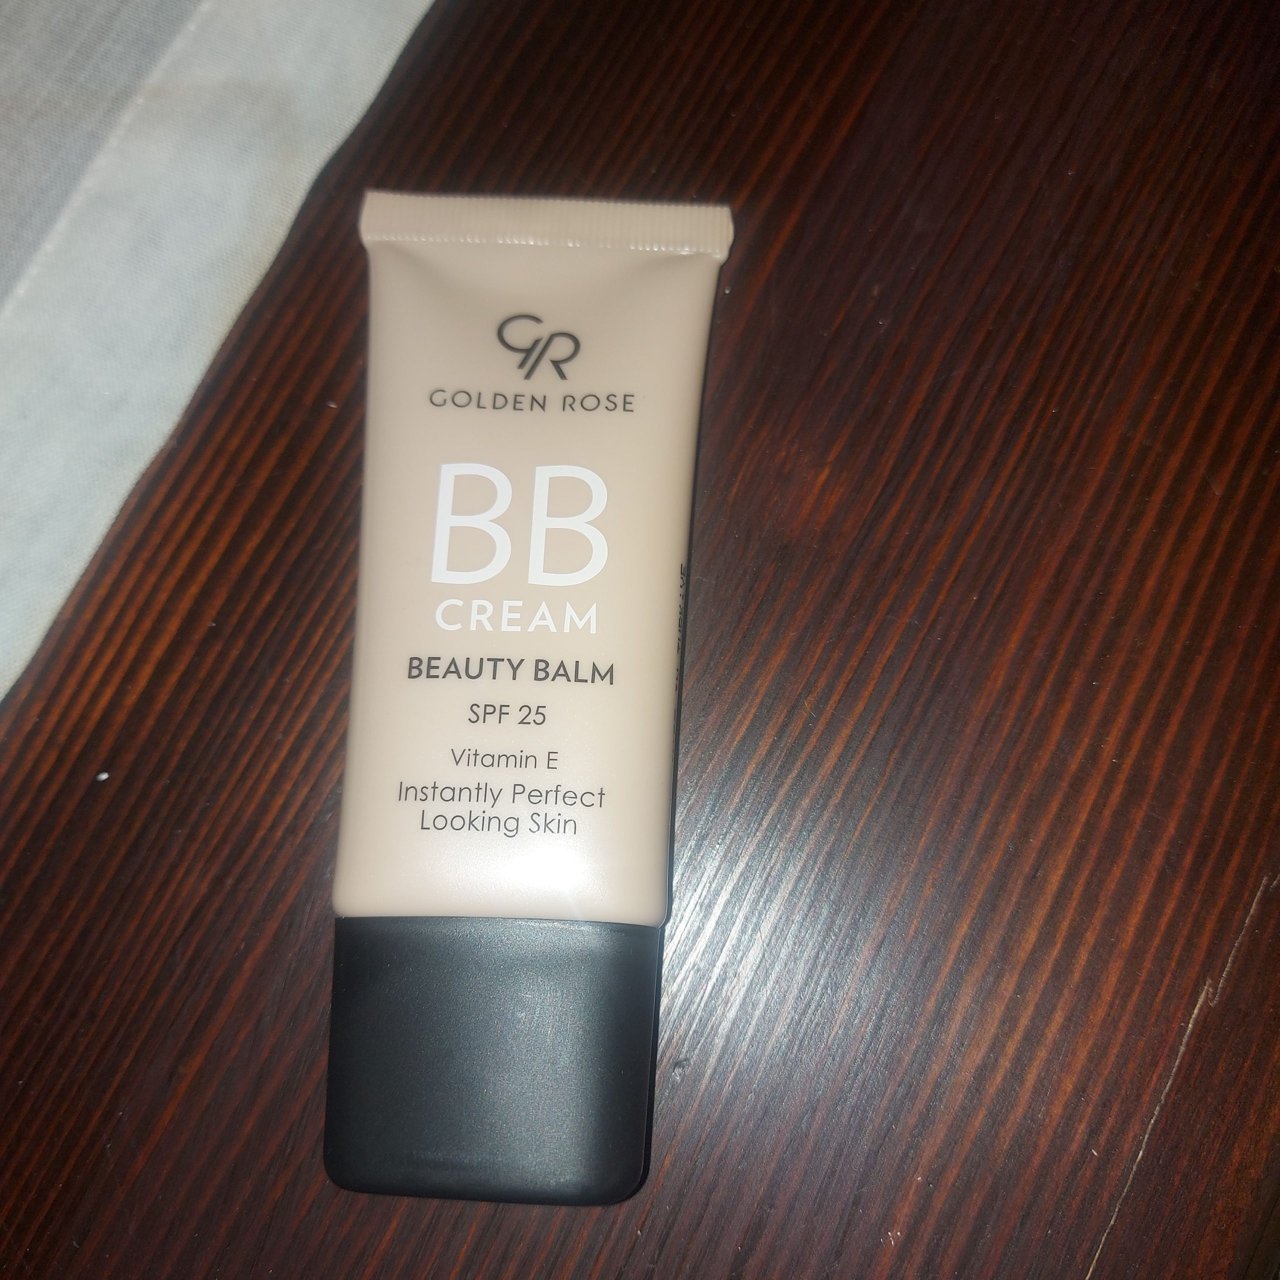 GR
GOLDEN ROSE
BB
CREAM
BEAUTY BALM
SPF 25
Vitamin E
Instantly Perfect
Looking Skin